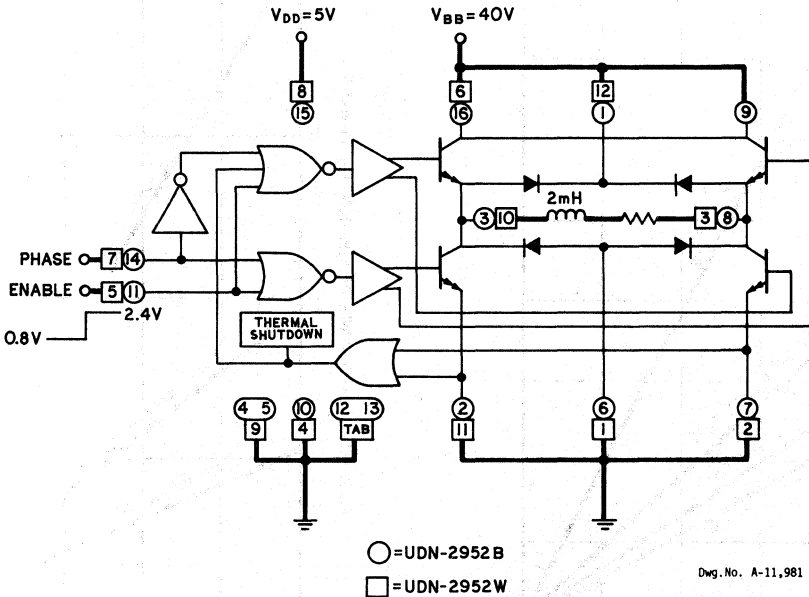 VDD=5V
VBB=40V
8
15
6
16
12
1
9
2mH
3 10
3 8
PHASE 7 14
ENABLE 5 11
2.4V
0.8V
THERMAL
SHUTDOWN
4 5
9
10
4
12 13
TAB
2
11
6
1
7
2
=UDN-2952B
=UDN-2952W
Dwg. No. A-11,981